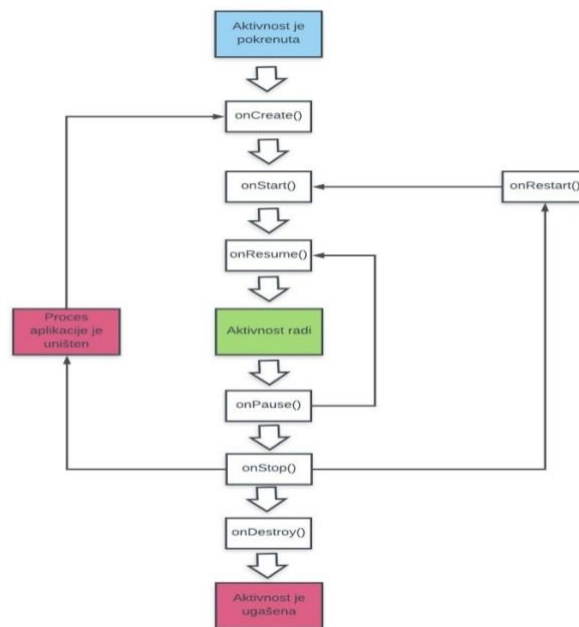 Aktivnost je
pokrenuta
onCreate()
onStart()
onRestart()
onResume()
Proces
aplikacije je
uništen
Aktivnost radi
onPause()
onStop()
onDestroy()
Aktivnost je
ugašena